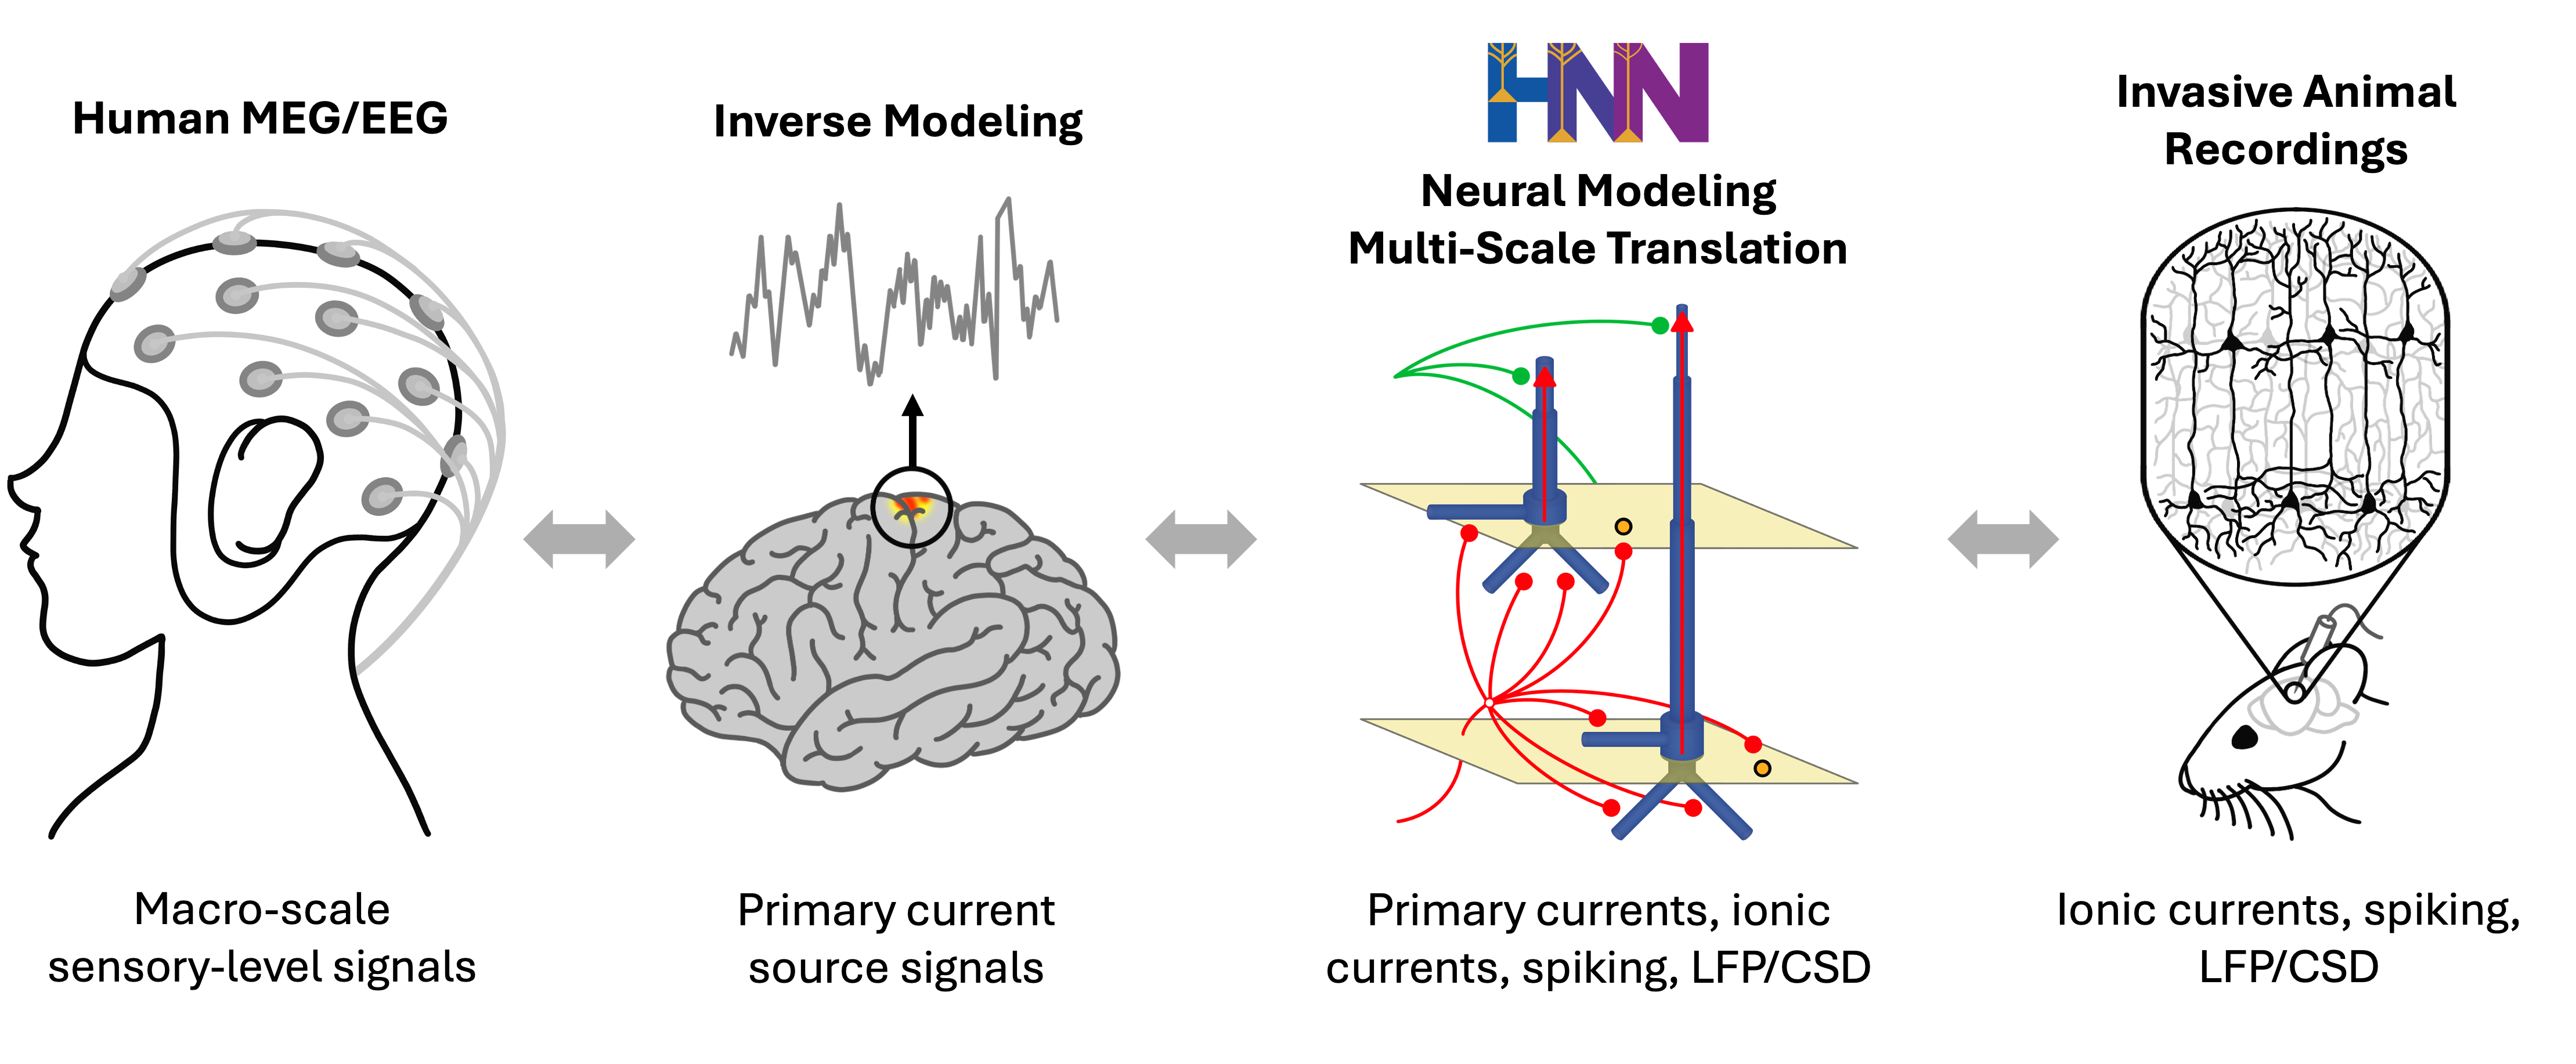 Human MEG/EEG
Macro-scale
sensory-level signals
Inverse Modeling
Primary current
source signals
HNN
Neural Modeling
Multi-Scale Translation
Primary currents, ionic
currents, spiking, LFP/CSD
Invasive Animal
Recordings
Ionic currents, spiking,
LFP/CSD